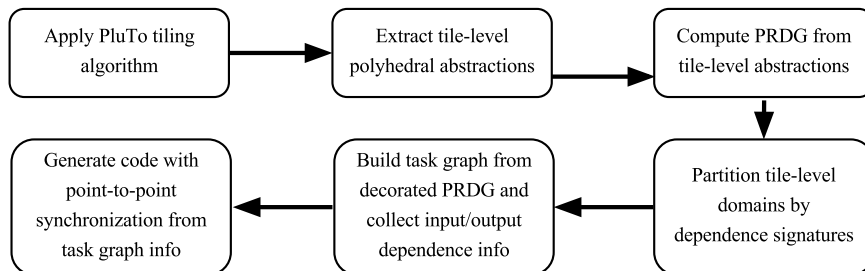 Apply PluTo tiling
algorithm
Extract tile-level
polyhedral abstractions
Compute PRDG from
tile-level abstractions
Partition tile-level
domains by
dependence signatures
Build task graph from
decorated PRDG and
collect input/output
dependence info
Generate code with
point-to-point
synchronization from
task graph info